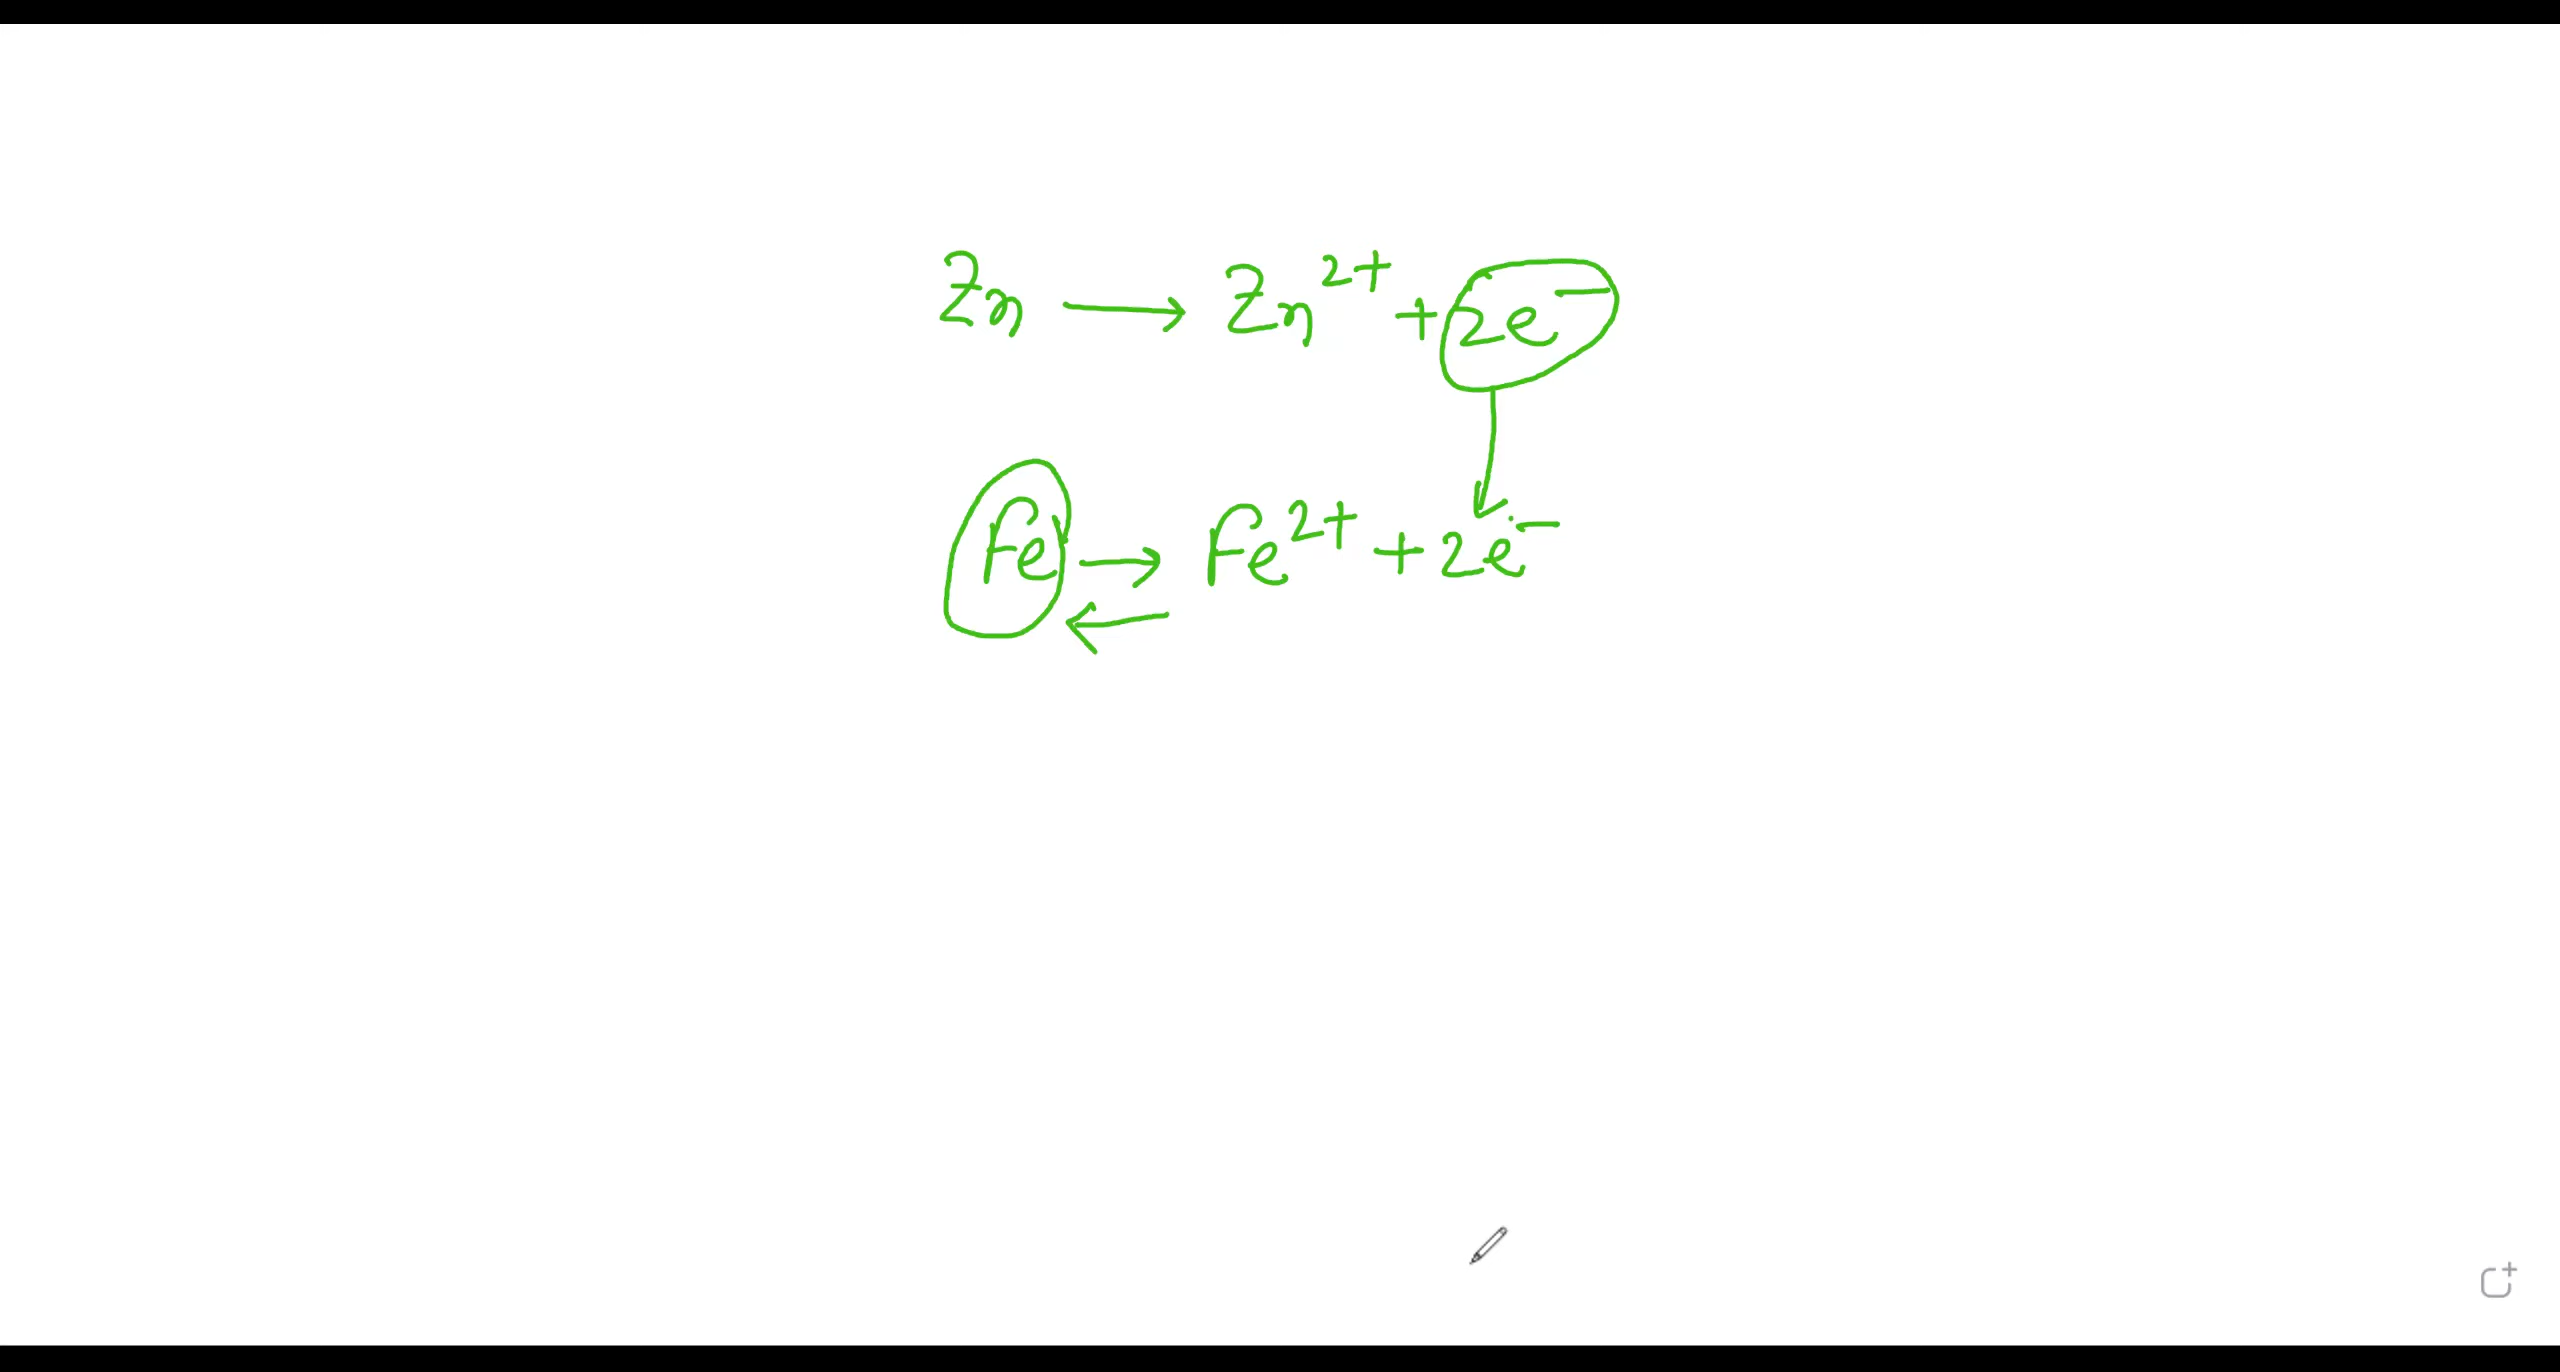 Zn → Zn²⁺ + 2e⁻
Fe ⇄ Fe²⁺ + 2e⁻